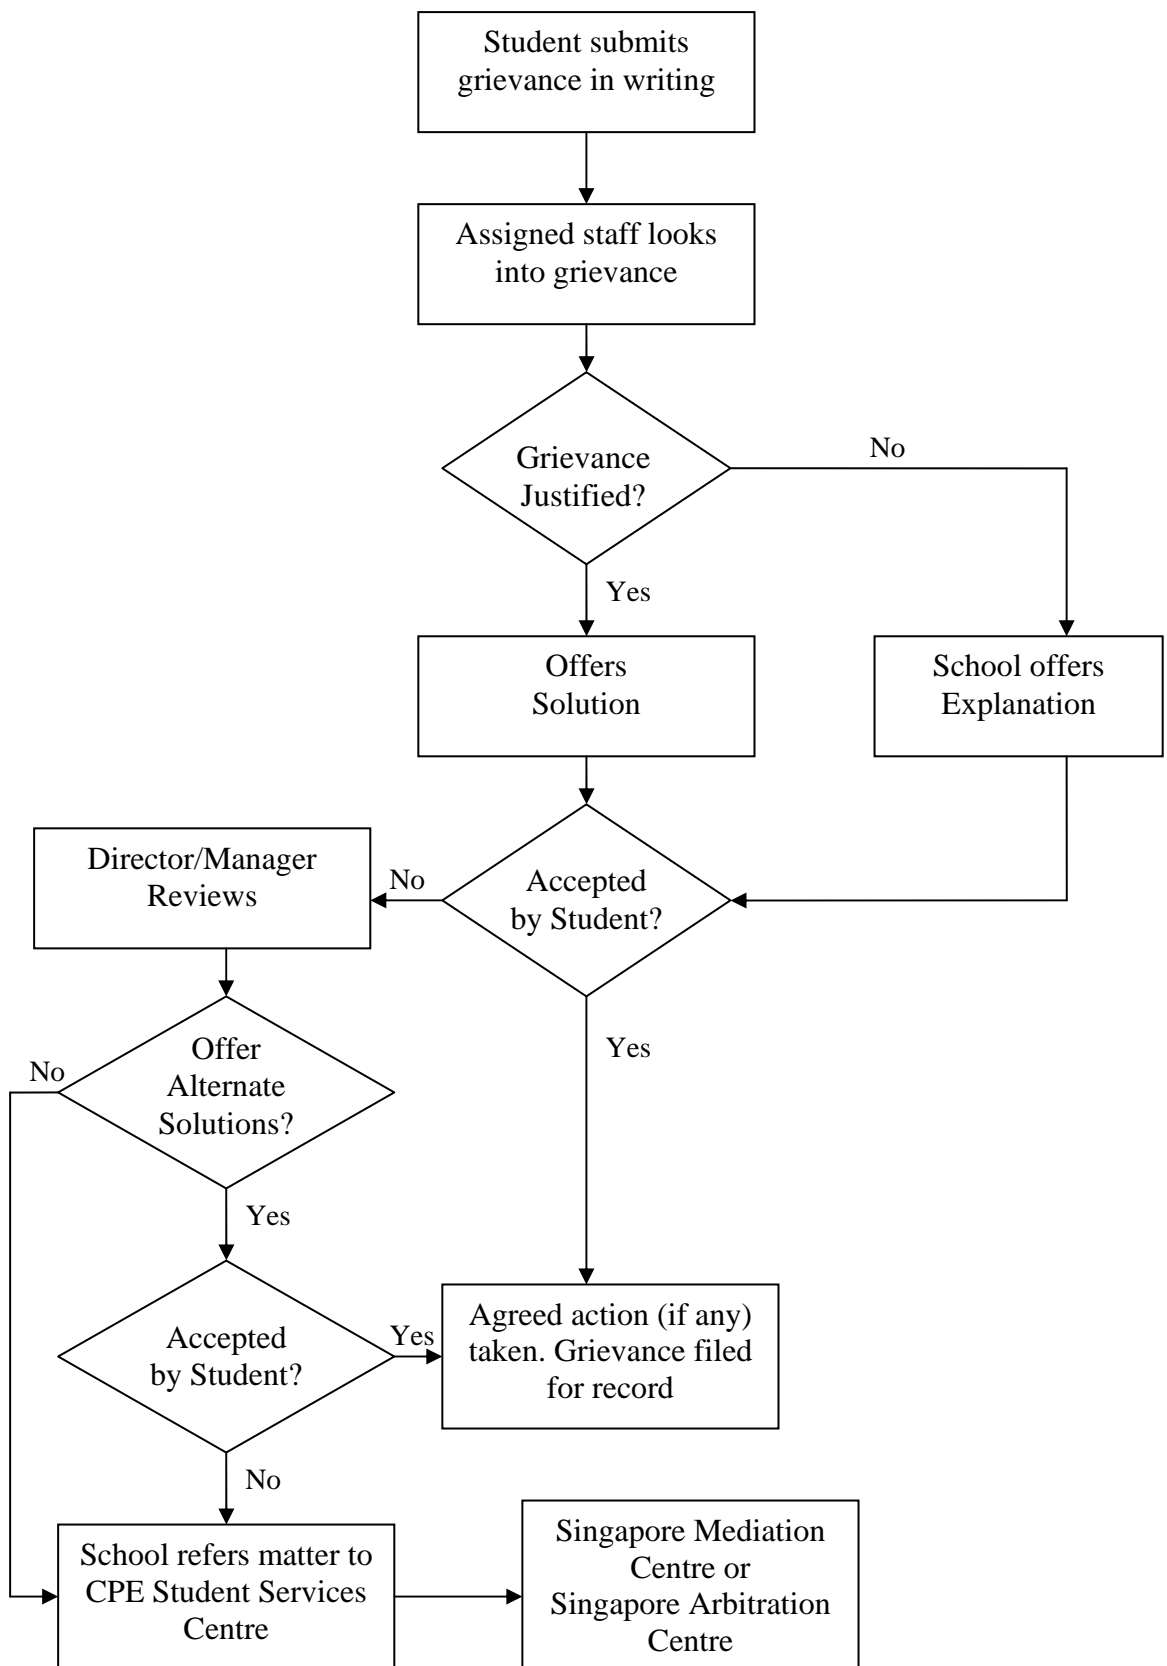 Student submits
grievance in writing
Assigned staff looks
into grievance
Grievance
Justified?
No
Yes
Offers
Solution
School offers
Explanation
Director/Manager
Reviews
No
Accepted
by Student?
Yes
Offer
Alternate
Solutions?
No
Yes
Accepted
by Student?
Yes
Agreed action (if any)
taken. Grievance filed
for record
No
School refers matter to
CPE Student Services
Centre
Singapore Mediation
Centre or
Singapore Arbitration
Centre